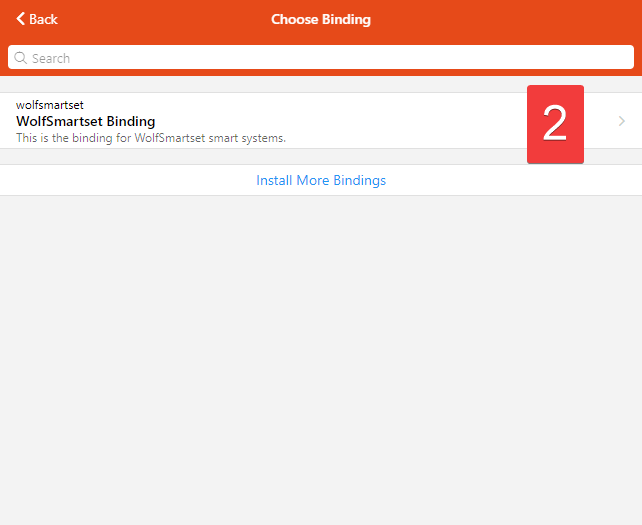 Back
Choose Binding
Search
wolfsmartset
WolfSmartset Binding
This is the binding for WolfSmartset smart systems.
2
Install More Bindings